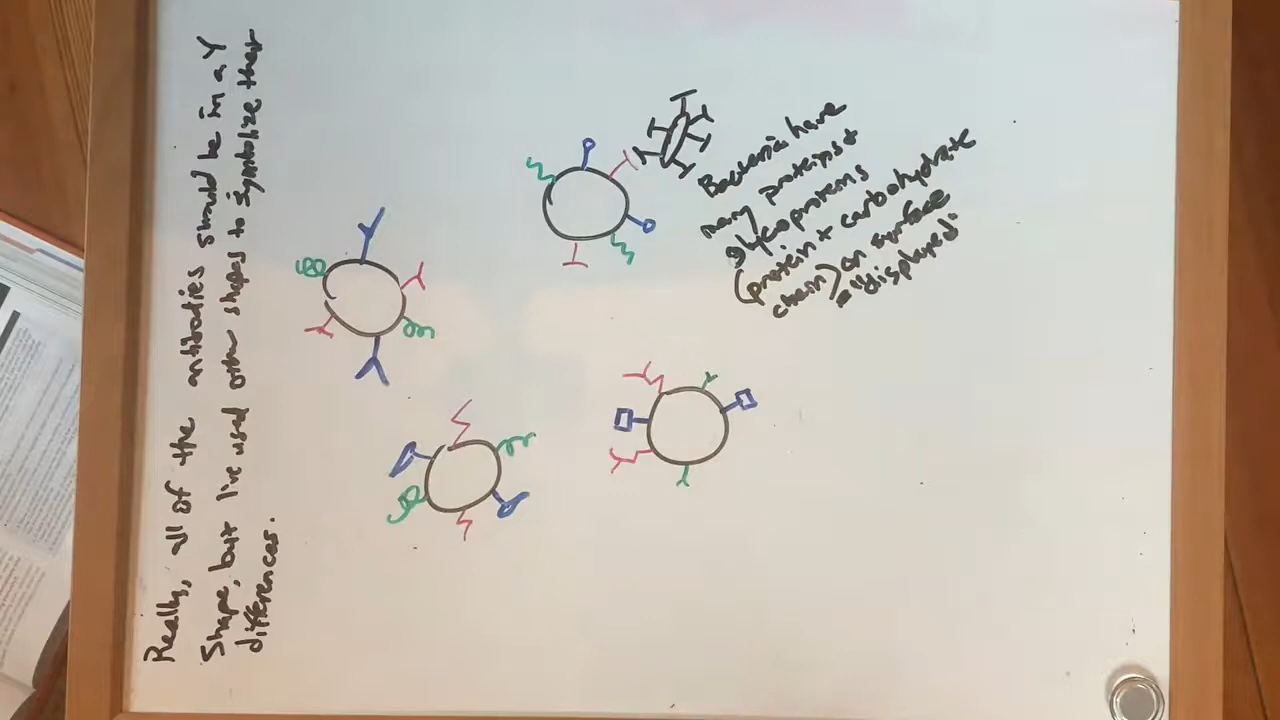 Really, all of the antibodies should be in a Y
shape, but I've used other shapes to symbolize their
differences.
Bacteria have
many proteins +
glycoproteins
(protein + carbohydrate
chain) on surface
= "displayed"